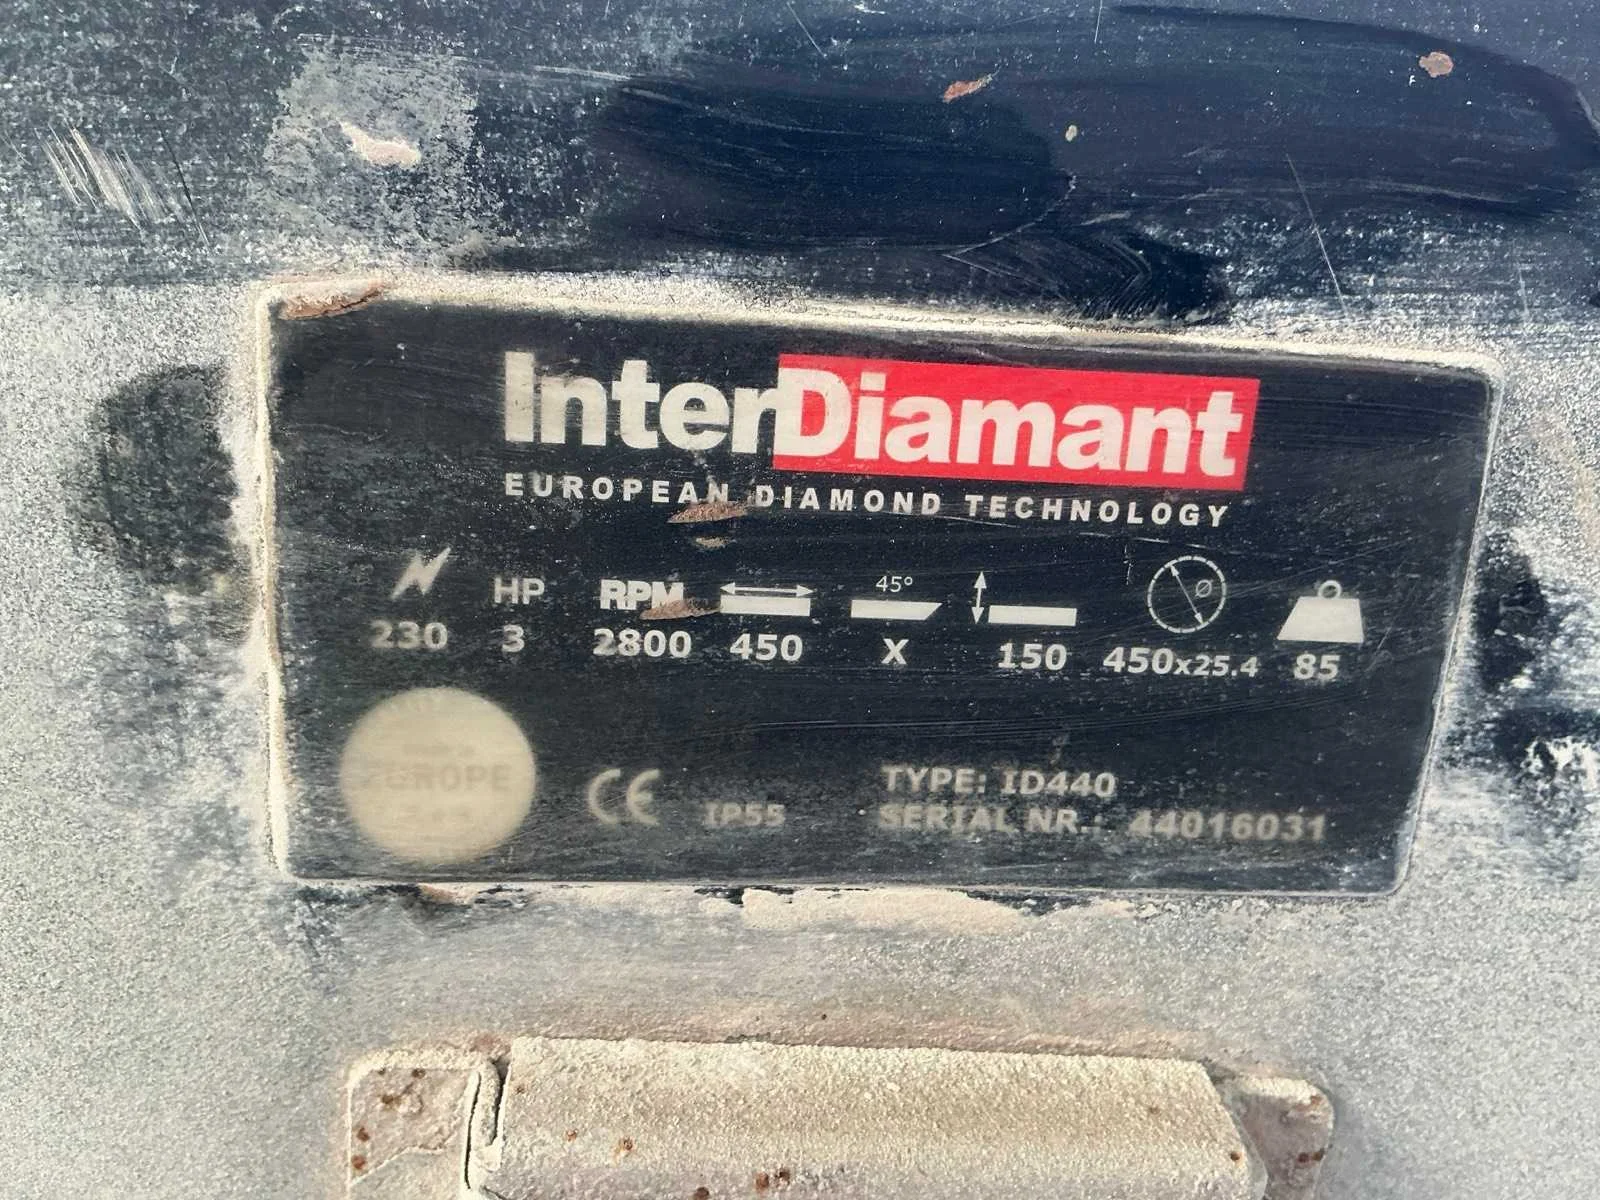 InterDiamant
EUROPEAN DIAMOND TECHNOLOGY
HP RPM 45° Ø
230 3 2800 450 X 150 450x25.4 85
EUROPE
CE IP55
TYPE: ID440
SERIAL NR.: 44016031